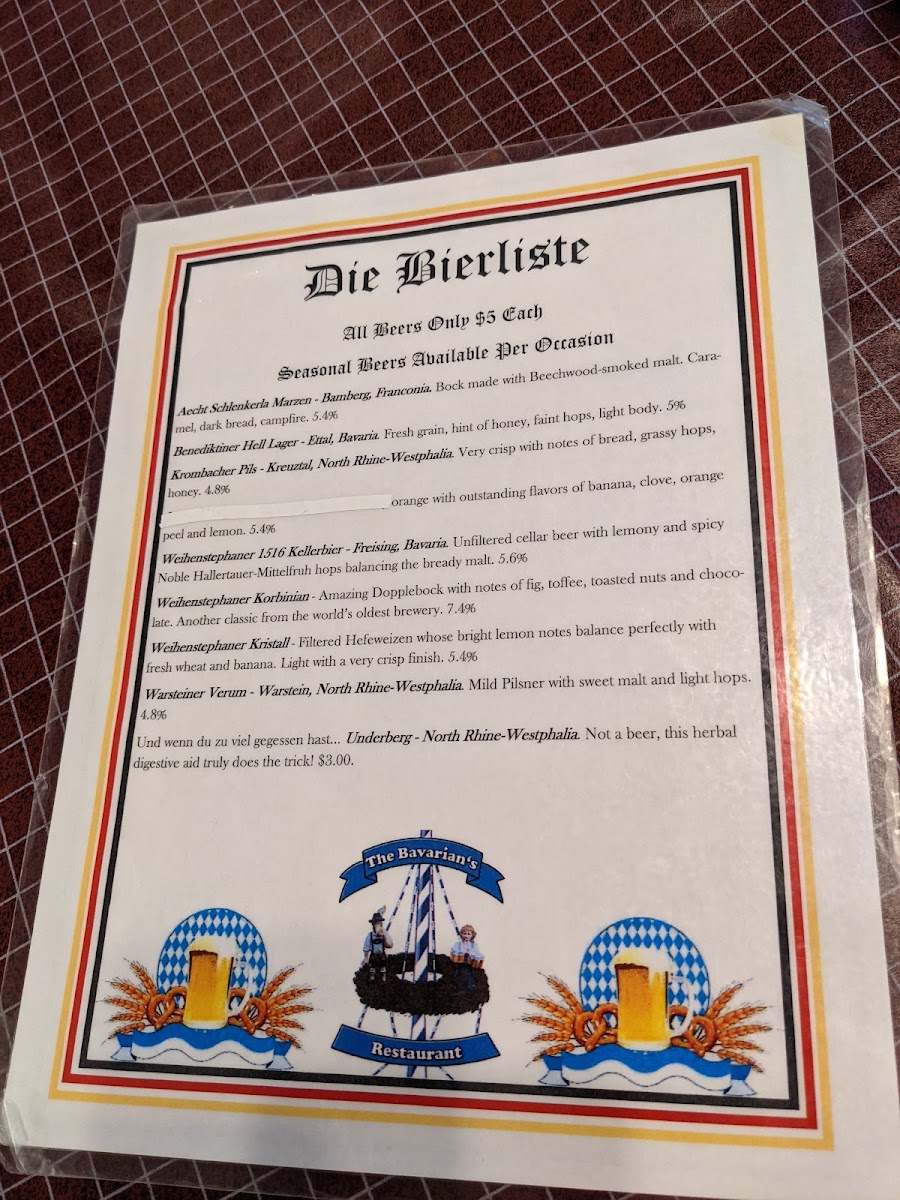 Die Bierliste
All Beers Only $5 Each
Seasonal Beers Available Per Occasion
Aecht Schlenkerla Marzen - Bamberg, Franconia. Bock made with Beechwood-smoked malt. Cara-
mel, dark bread, campfire. 5.4%
Benediktiner Hell Lager - Ettal, Bavaria. Fresh grain, hint of honey, faint hops, light body. 5%
Krombacher Pils - Kreuztal, North Rhine-Westphalia. Very crisp with notes of bread, grassy hops,
honey. 4.8%
orange with outstanding flavors of banana, clove, orange
peel and lemon. 5.4%
Weihenstephaner 1516 Kellerbier - Freising, Bavaria. Unfiltered cellar beer with lemony and spicy
Noble Hallertauer-Mittelfruh hops balancing the bready malt. 5.6%
Weihenstephaner Korbinian - Amazing Dopplebock with notes of fig, toffee, toasted nuts and choco-
late. Another classic from the world's oldest brewery. 7.4%
Weihenstephaner Kristall - Filtered Hefeweizen whose bright lemon notes balance perfectly with
fresh wheat and banana. Light with a very crisp finish. 5.4%
Warsteiner Verum - Warstein, North Rhine-Westphalia. Mild Pilsner with sweet malt and light hops.
4.8%
Und wenn du zu viel gegessen hast... Underberg - North Rhine-Westphalia. Not a beer, this herbal
digestive aid truly does the trick! $3.00.
The Bavarian's
Restaurant